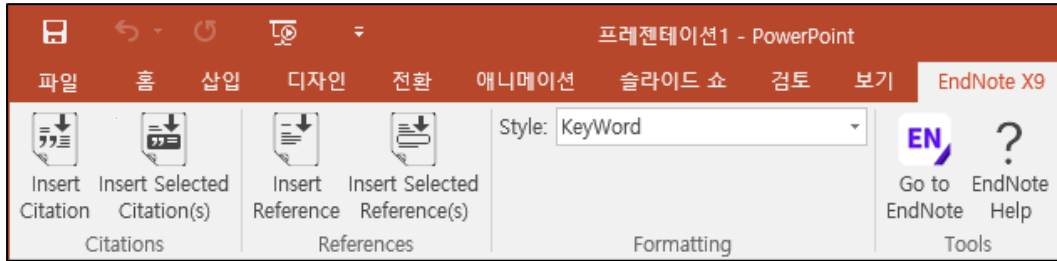 프레젠테이션1 - PowerPoint
파일 홈 삽입 디자인 전환 애니메이션 슬라이드 쇼 검토 보기 EndNote X9
Style: KeyWord
EN
Insert Insert Selected Insert Insert Selected Go to EndNote
Citation Citation(s) Reference Reference(s) EndNote Help
Citations References Formatting Tools